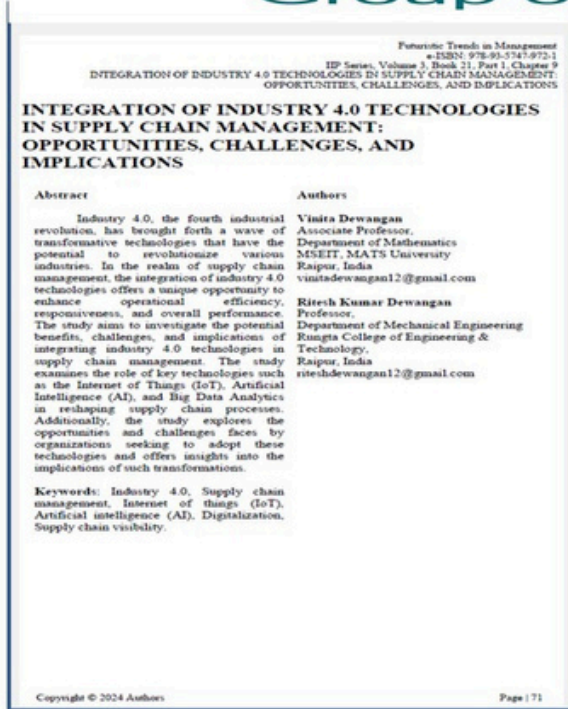 Group
Futuristic Trends in Management
e-ISBN: 978-93-5747-972-1
IIP Series, Volume 3, Book 21, Part 1, Chapter 9
INTEGRATION OF INDUSTRY 4.0 TECHNOLOGIES IN SUPPLY CHAIN MANAGEMENT:
OPPORTUNITIES, CHALLENGES, AND IMPLICATIONS
INTEGRATION OF INDUSTRY 4.0 TECHNOLOGIES
IN SUPPLY CHAIN MANAGEMENT:
OPPORTUNITIES, CHALLENGES, AND
IMPLICATIONS
Abstract
Industry 4.0, the fourth industrial
revolution, has brought forth a wave of
transformative technologies that have the
potential to revolutionize various
industries. In the realm of supply chain
management, the integration of industry 4.0
technologies offers a unique opportunity to
enhance operational efficiency,
responsiveness, and overall performance.
The study aims to investigate the potential
benefits, challenges, and implications of
integrating industry 4.0 technologies in
supply chain management. The study
examines the role of key technologies such
as the Internet of Things (IoT), Artificial
Intelligence (AI), and Big Data Analytics
in reshaping supply chain processes.
Additionally, the study explores the
opportunities and challenges faces by
organizations seeking to adopt these
technologies and offers insights into the
implications of such transformations.
Keywords: Industry 4.0, Supply chain
management, Internet of things (IoT),
Artificial intelligence (AI), Digitalization,
Supply chain visibility.
Authors
Vinita Dewangan
Associate Professor,
Department of Mathematics
MSEIT, MATS University
Raipur, India
vinitadewangan12@gmail.com
Ritesh Kumar Dewangan
Professor,
Department of Mechanical Engineering
Rungta College of Engineering &
Technology,
Raipur, India
riteshdewangan12@gmail.com
Copyright © 2024 Authors
Page | 71